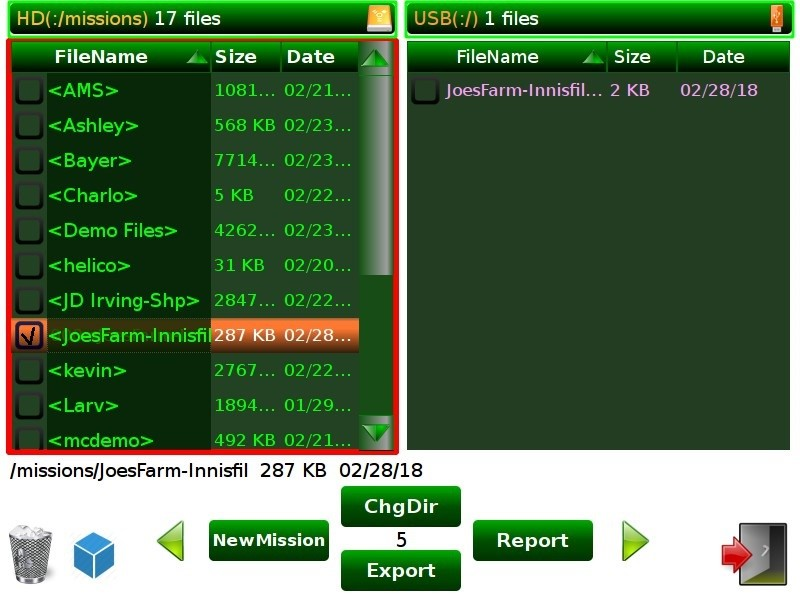 HD(:/missions) 17 files
USB(:/) 1 files
FileName Size Date
<AMS> 1081... 02/21...
<Ashley> 568 KB 02/23...
<Bayer> 7714... 02/23...
<Charlo> 5 KB 02/22...
<Demo Files> 4262... 02/23...
<helico> 31 KB 02/20...
<JD Irving-Shp> 2847... 02/22...
<JoesFarm-Innisfil 287 KB 02/28...
<kevin> 2767... 02/22...
<Larv> 1894... 01/29...
<mcdemo> 492 KB 02/21...
FileName Size Date
JoesFarm-Innisfil... 2 KB 02/28/18
/missions/JoesFarm-Innisfil 287 KB 02/28/18
ChgDir
NewMission 5 Report
Export